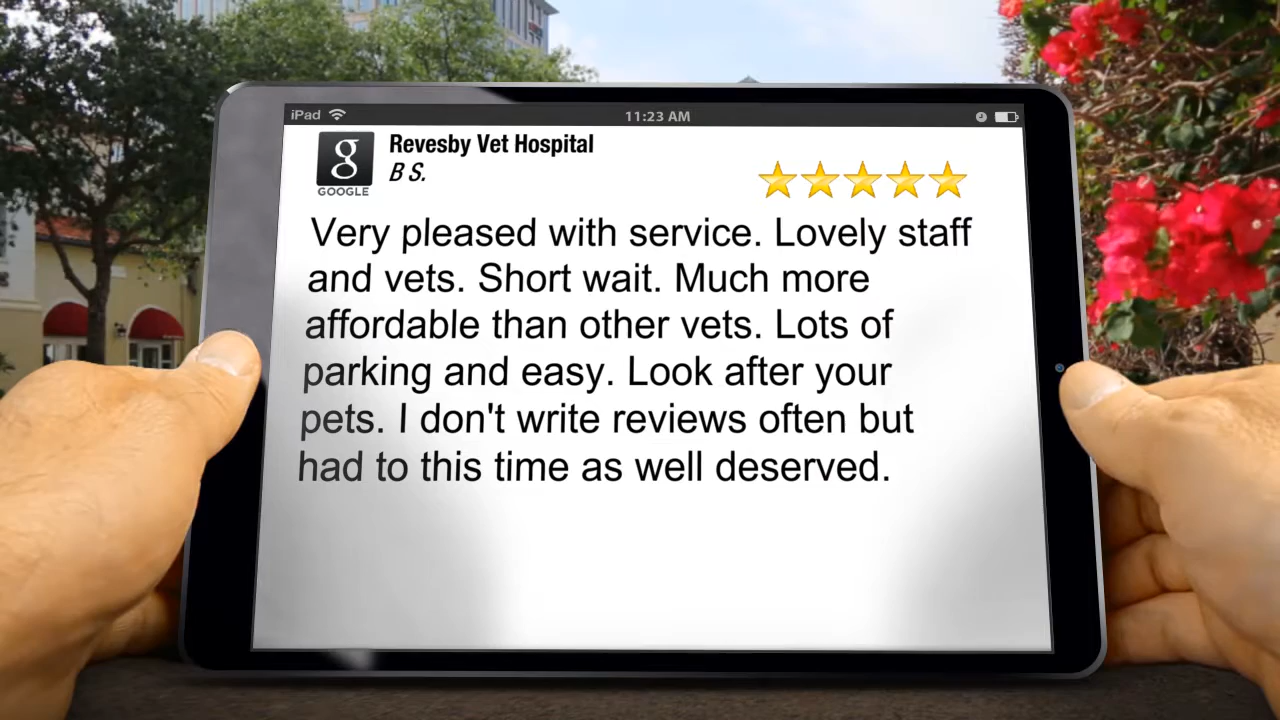 iPad
11:23 AM
g
GOOGLE
Revesby Vet Hospital
B S.
Very pleased with service. Lovely staff
and vets. Short wait. Much more
affordable than other vets. Lots of
parking and easy. Look after your
pets. I don't write reviews often but
had to this time as well deserved.